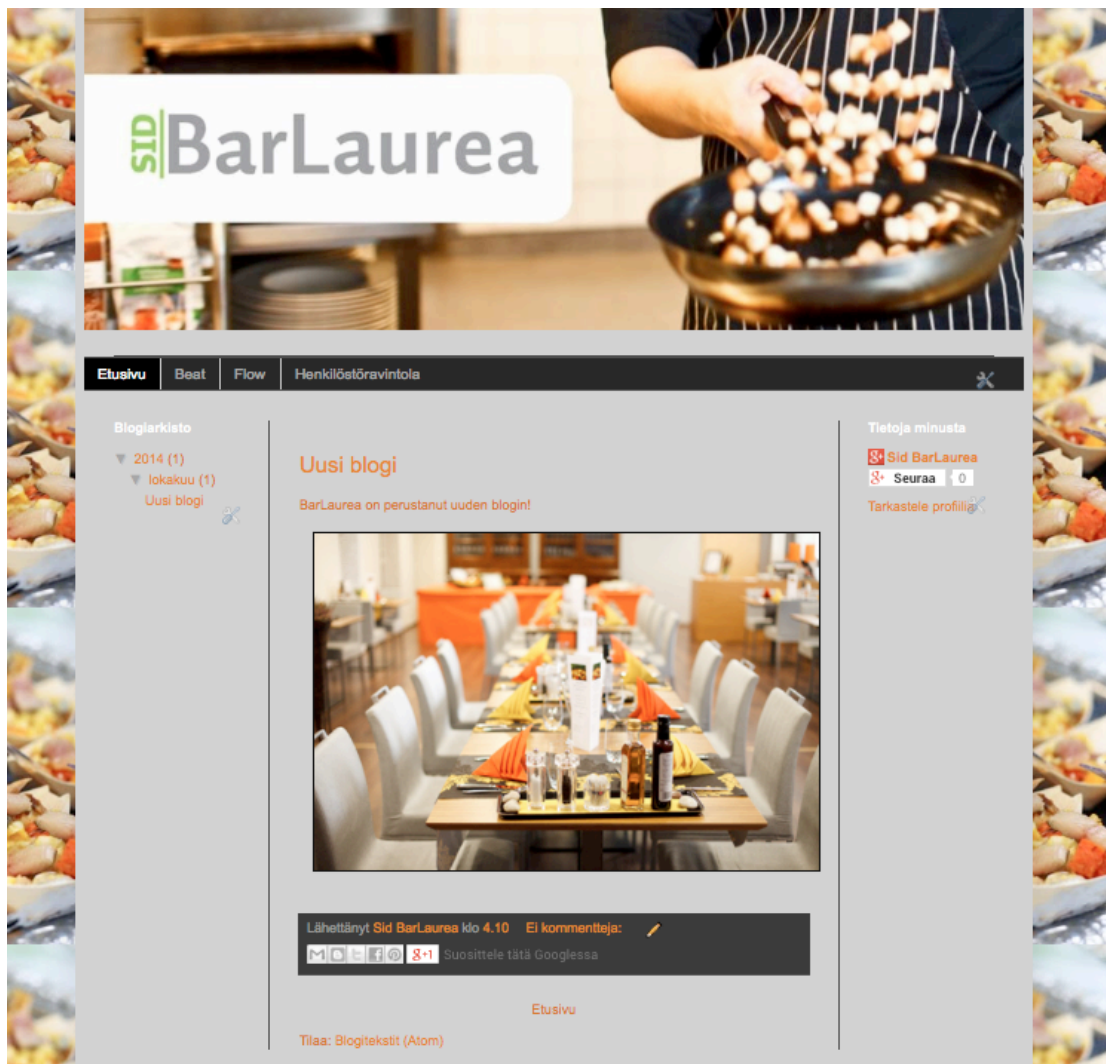 SID BarLaurea
Etusivu Beat Flow Henkilöstöravintola
Blogiarkisto
▼ 2014 (1)
▼ lokakuu (1)
Uusi blogi
Uusi blogi
BarLaurea on perustanut uuden blogin!
Lähettänyt Sid BarLaurea klo 4.10 Ei kommentteja:
g+1 Suosittele tätä Googlessa
Etusivu
Tilaa: Blogitekstit (Atom)
Tietoja minusta
Sid BarLaurea
Seuraa 0
Tarkastele profiilia